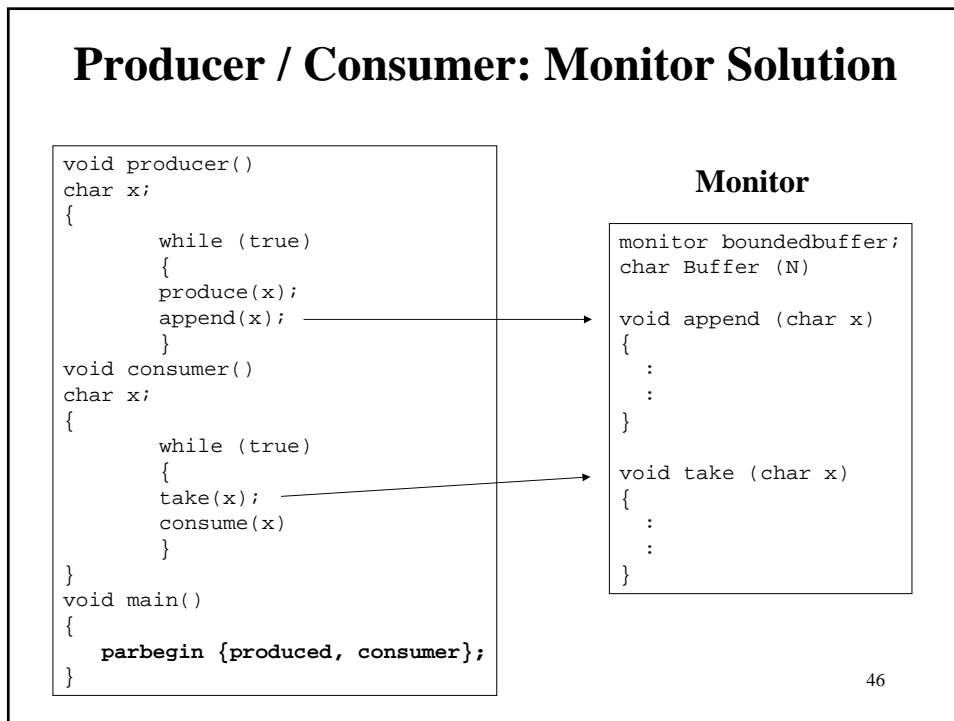 Producer / Consumer: Monitor Solution
void producer()
char x;
{
        while (true)
        {
        produce(x);
        append(x);
        }
void consumer()
char x;
{
        while (true)
        {
        take(x);
        consume(x)
        }
}
void main()
{
   parbegin {produced, consumer};
}
Monitor
monitor boundedbuffer;
char Buffer (N)
void append (char x)
{
  :
  :
}
void take (char x)
{
  :
  :
}
46